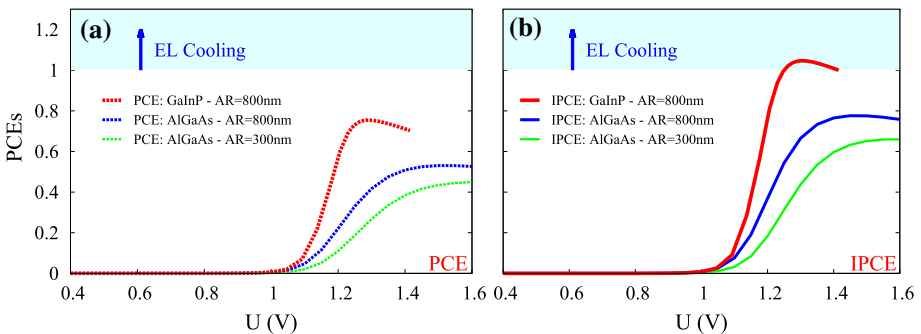 (a)
EL Cooling
PCE: GaInP - AR=800nm
PCE: AlGaAs - AR=800nm
PCE: AlGaAs - AR=300nm
PCE
PCEs
1.2
1
0.8
0.6
0.4
0.2
0
0.4 0.6 0.8 1 1.2 1.4 1.6
U (V)
(b)
EL Cooling
IPCE: GaInP - AR=800nm
IPCE: AlGaAs - AR=800nm
IPCE: AlGaAs - AR=300nm
IPCE
0.4 0.6 0.8 1 1.2 1.4 1.6
U (V)